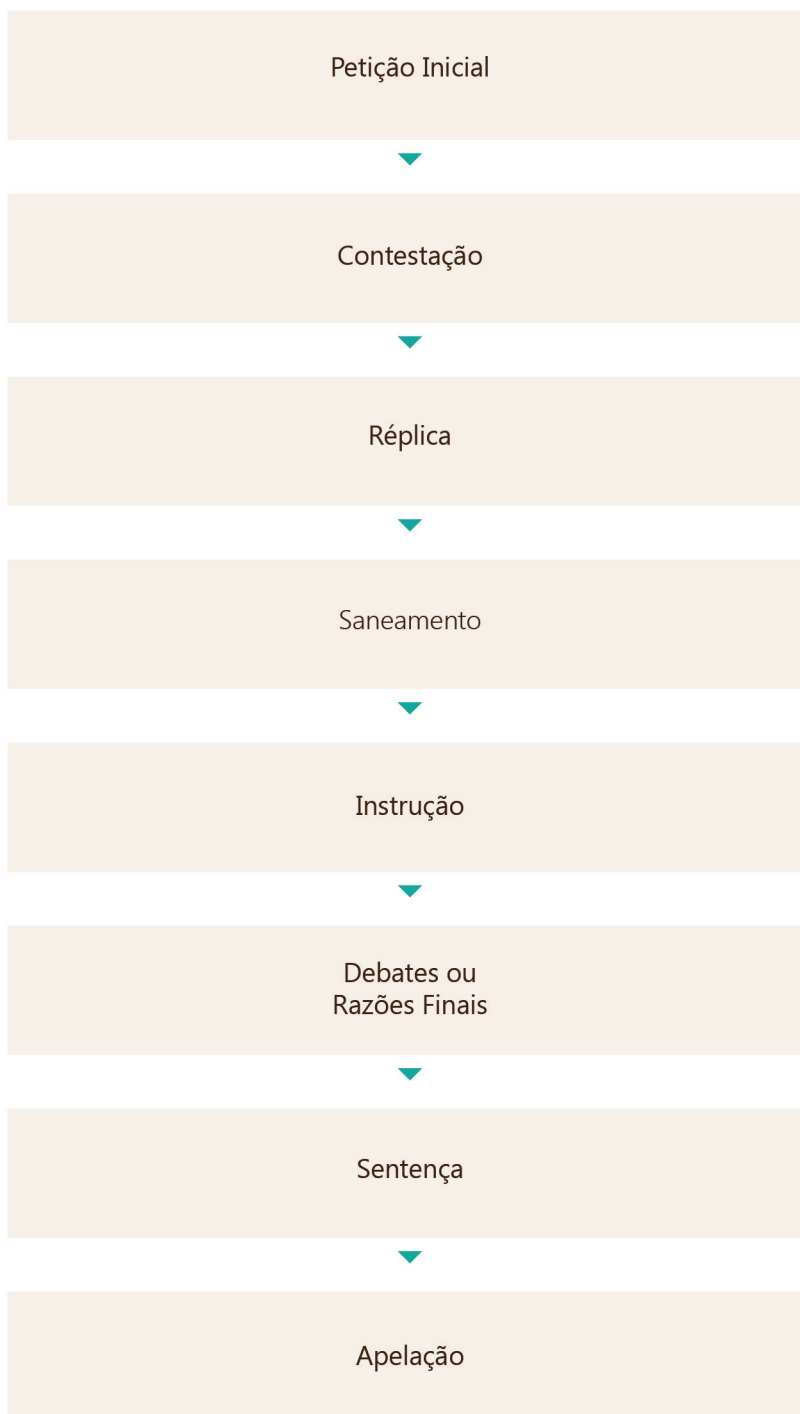 Petição Inicial
Contestação
Réplica
Saneamento
Instrução
Debates ou
Razões Finais
Sentença
Apelação